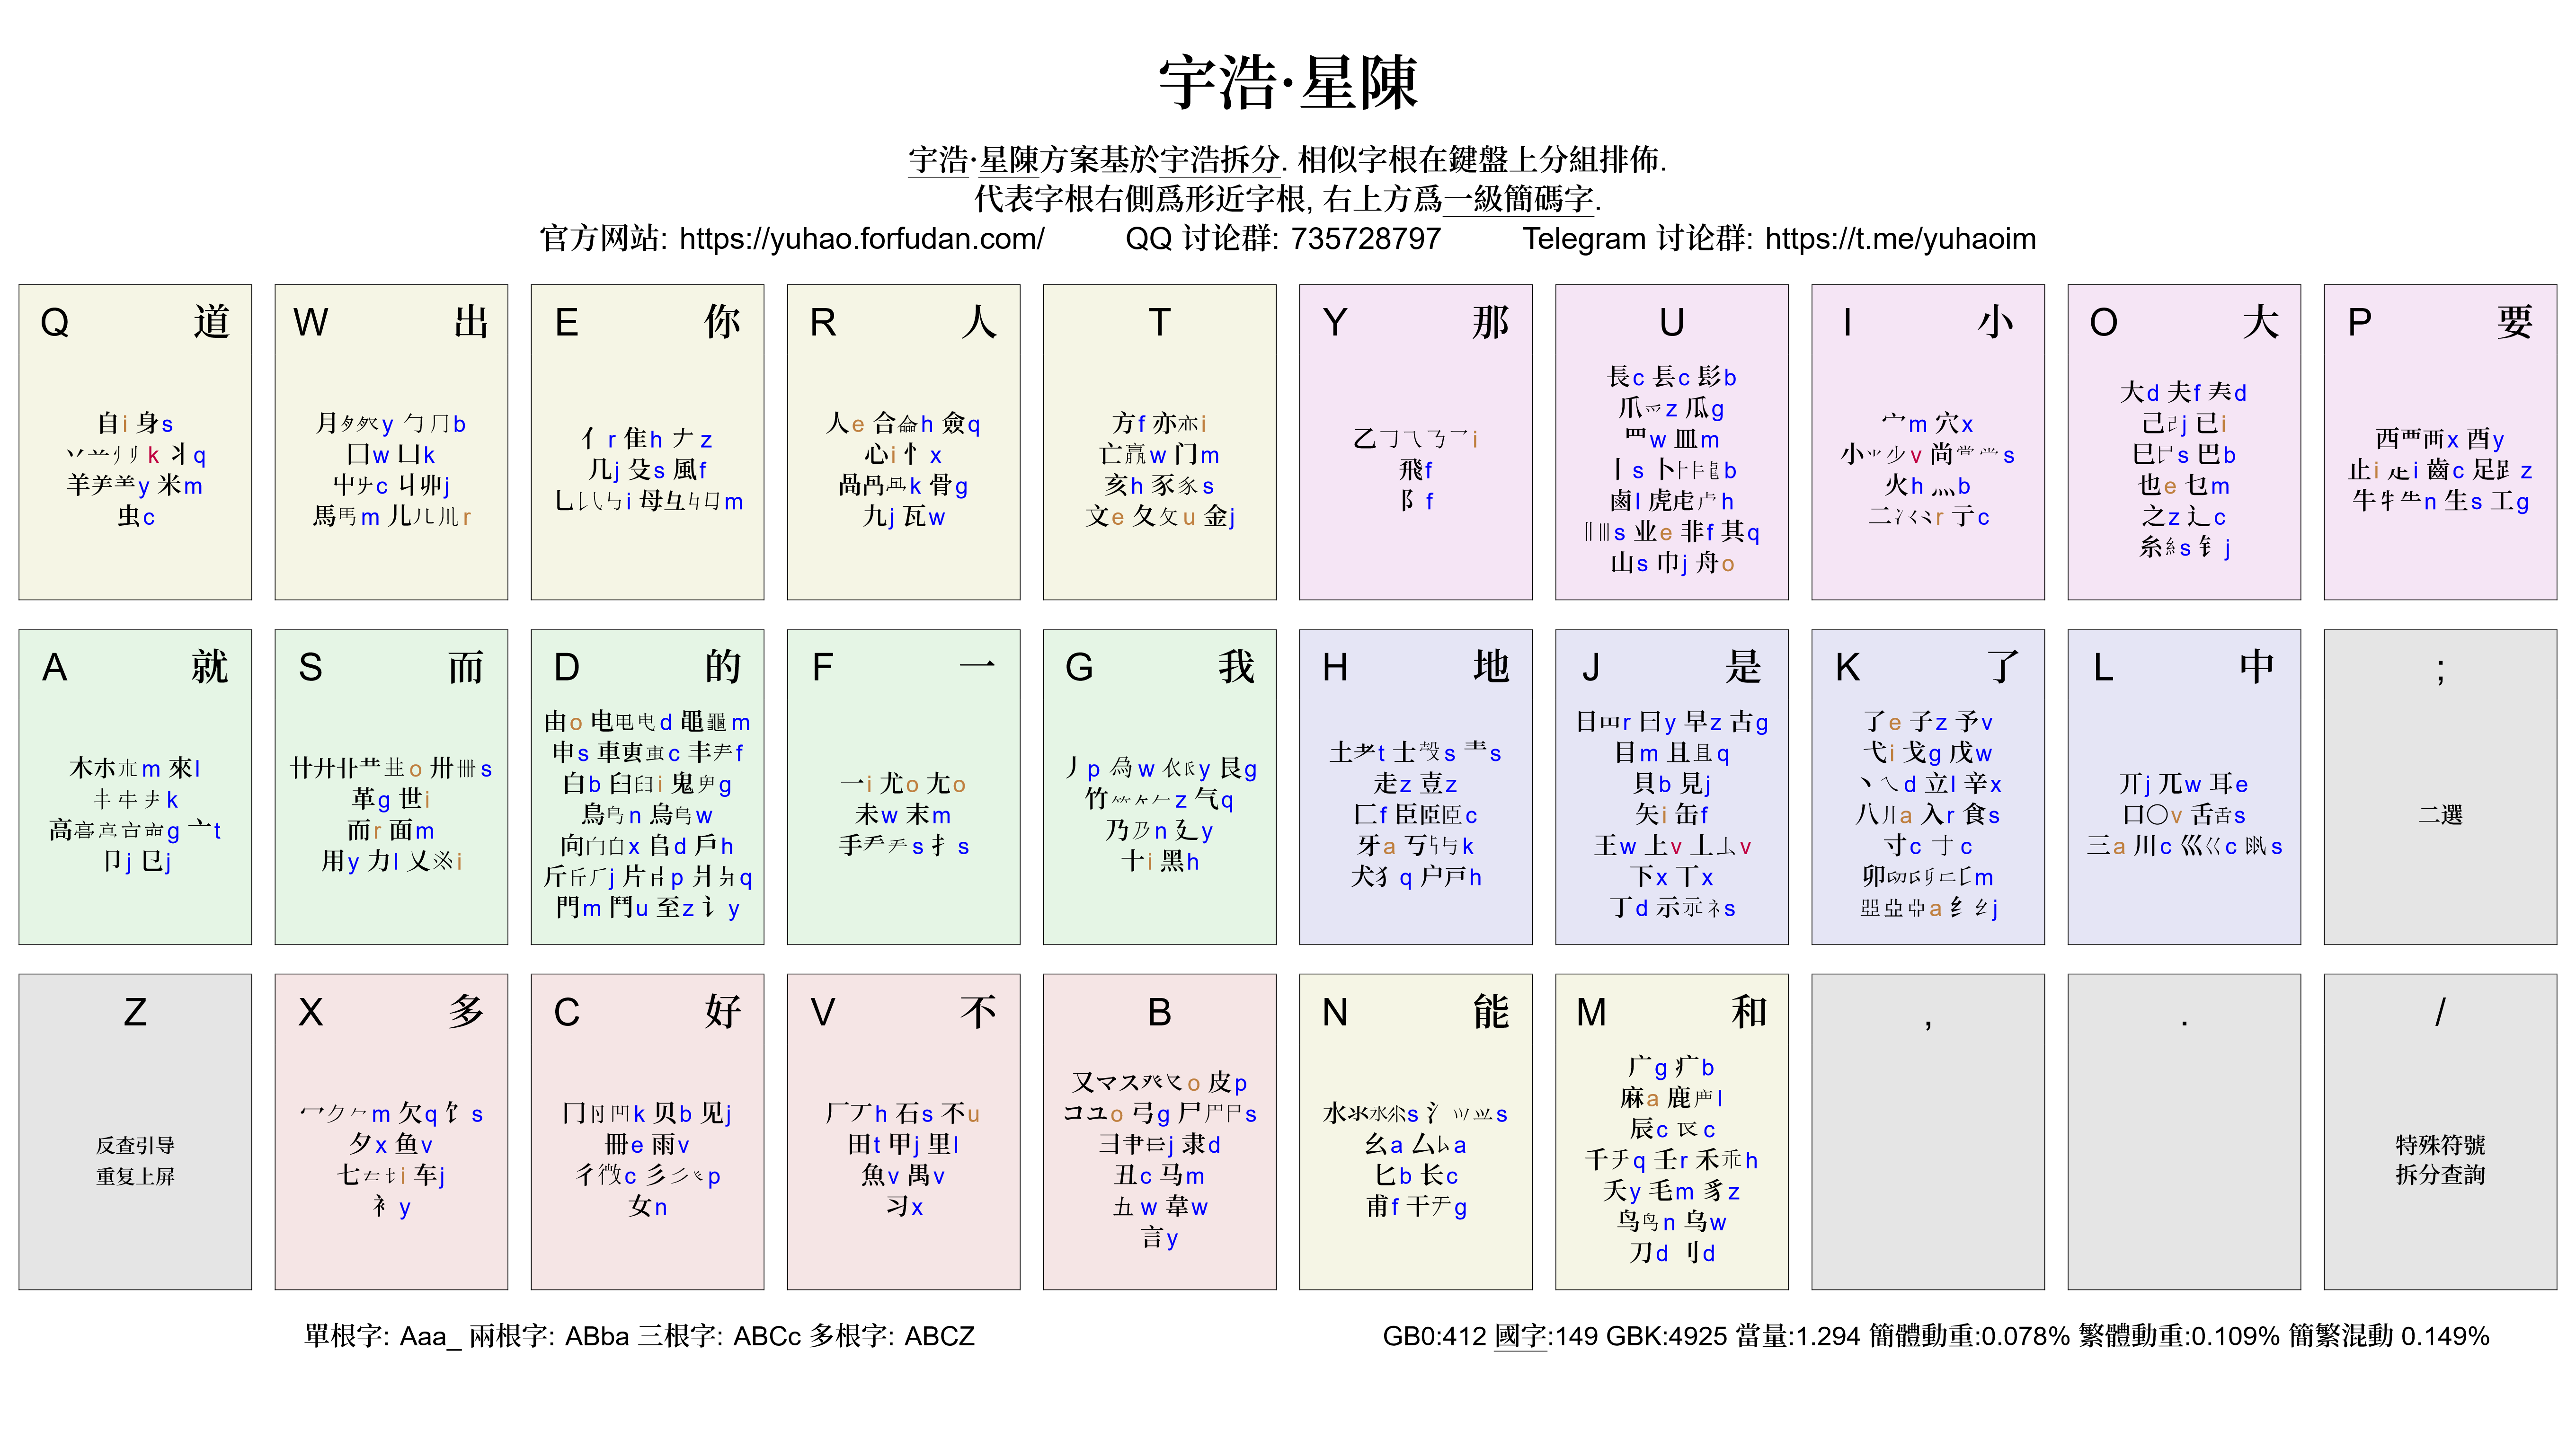 宇浩·星陳
宇浩·星陳方案基於宇浩拆分. 相似字根在鍵盤上分組排佈.
代表字根右側爲形近字根, 右上方爲一級簡碼字.
官方网站: https://yuhao.forfudan.com/ QQ 讨论群: 735728797 Telegram 讨论群: https://t.me/yuhaoim
Q 道
自i 身s
k 丬q
羊y 米m
虫c
W 出
月y 勹b
囗w 凵k
c 丩卯j
馬m 儿r
E 你
亻r 隹h ナz
几j 殳s 風f
乚i 母彑m
R 人
人e 合h 僉q
心i 忄x
咼k 骨g
九j 瓦w
T
方f 亦i
亡w 门m
亥h 豕s
文e 夂攵u 金j
Y 那
乙i
飛f
阝f
U
長c 镸c 髟b
爪爫z 瓜g
罒w 皿m
丨s 卜b
鹵l 虎虍h
s 业e 非f 其q
山s 巾j 舟o
I 小
宀m 穴x
小v 尚s
火h 灬b
二冫r 亍c
O 大
大d 夫f d
己j 已i
巳s 巴b
也e 乜m
之z 辶c
糸糹s 钅j
P 要
西覀x 酉y
止i i 齒c 足z
牛牜n 生s 工g
A 就
木m 來l
k
高g 亠t
卩j 㔾j
S 而
廿廾艹o 卅s
革g 世i
而r 面m
用y 力l 乂i
D 的
由o 电d 黽m
申s 車c 丰f
白b 臼i 鬼g
鳥n 烏w
向x 𠂤d 戶h
斤j 片p 爿q
門m 鬥u 至z 讠y
F 一
一i 尤o 尢o
未w 末m
手s 扌s
G 我
丿p 為w y 艮g
竹z 气q
乃n 廴y
十i 黑h
H 地
土耂t 士s s
走z 壴z
匚f 臣c
牙a 丂k
犬犭q 户戸h
J 是
日r 曰y 早z 古g
目m 且q
貝b 見j
矢i 缶f
王w 上v v
下x 丅x
丁d 示礻s
K 了
了e 子z 予v
弋i 戈g 戊w
丶d 立l 辛x
八a 入r 食s
寸c c
卯m
a 纟j
L 中
丌j 兀w 耳e
口〇v 舌s
三a 川c 巛c s
;
二選
Z
反查引导
重复上屏
X 多
冖m 欠q 饣s
夕x 鱼v
七i 车j
衤y
C 好
冂k 贝b 见j
冊e 雨v
彳c 彡p
女n
V 不
厂h 石s 不u
田t 甲j 里l
魚v 禺v
习x
B
又マスo 皮p
コユo 弓g 尸s
彐j 隶d
丑c 马m
w 韋w
言y
N 能
水s 氵s
幺a 厶a
匕b 长c
甫f 干g
M 和
广g 疒b
麻a 鹿l
辰c c
千q 壬r 禾h
夭y 毛m 豸z
鸟n 乌w
刀d 刂d
,
.
/
特殊符號
拆分查詢
單根字: Aaa_ 兩根字: ABba 三根字: ABCc 多根字: ABCZ
GB0:412 國字:149 GBK:4925 當量:1.294 簡體動重:0.078% 繁體動重:0.109% 簡繁混動 0.149%